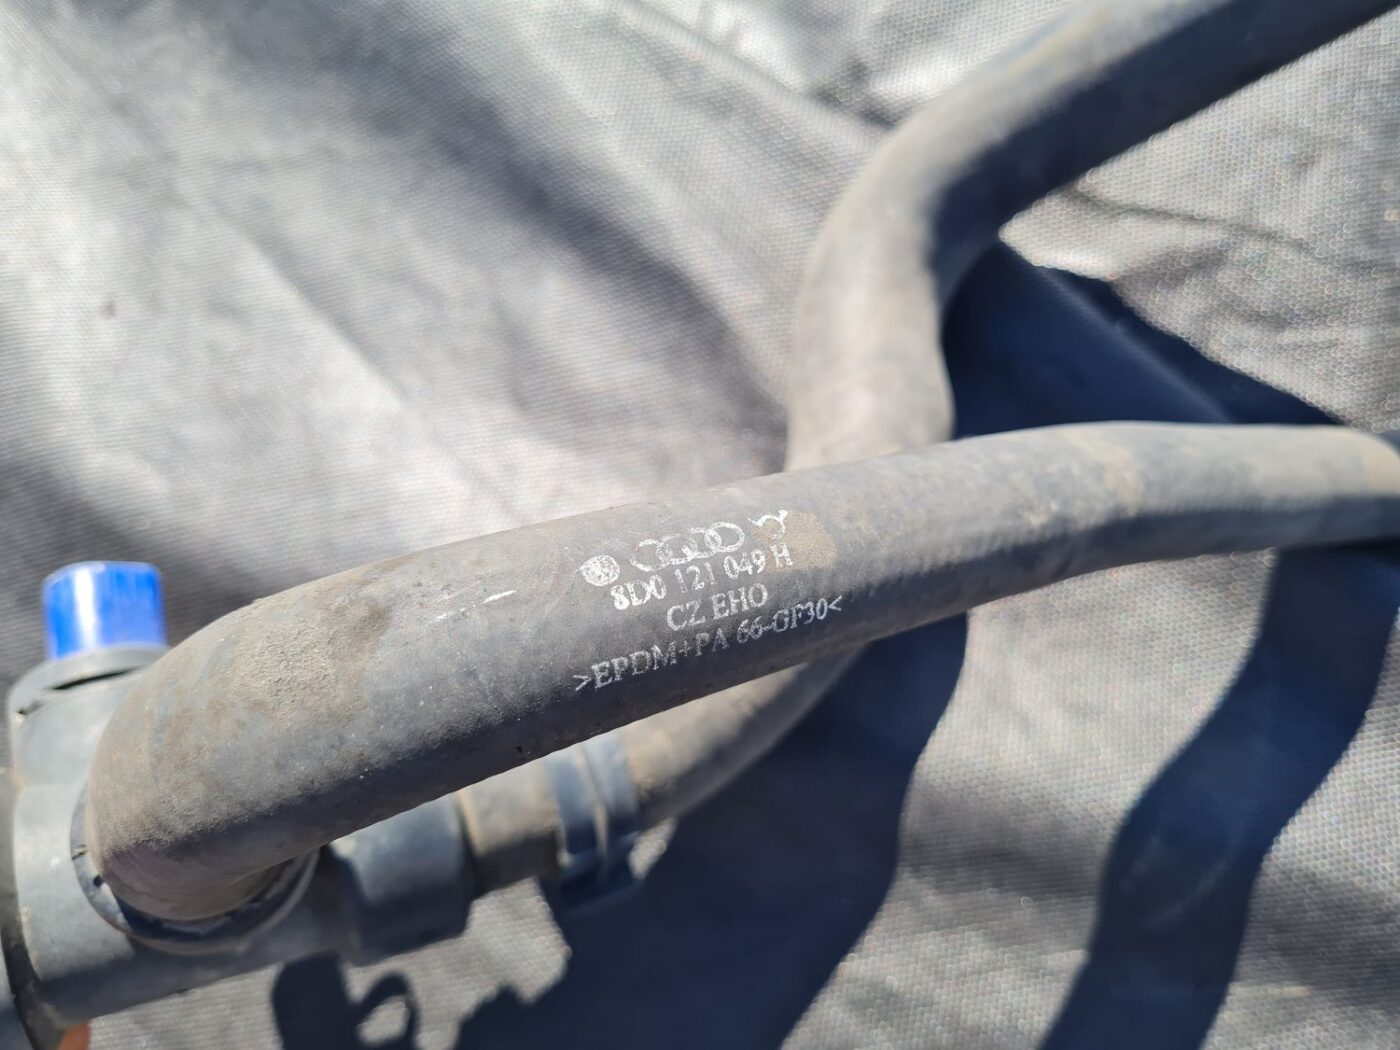 8D0 121 049 H
CZ EHO
>EPDM+PA 66-GF30<